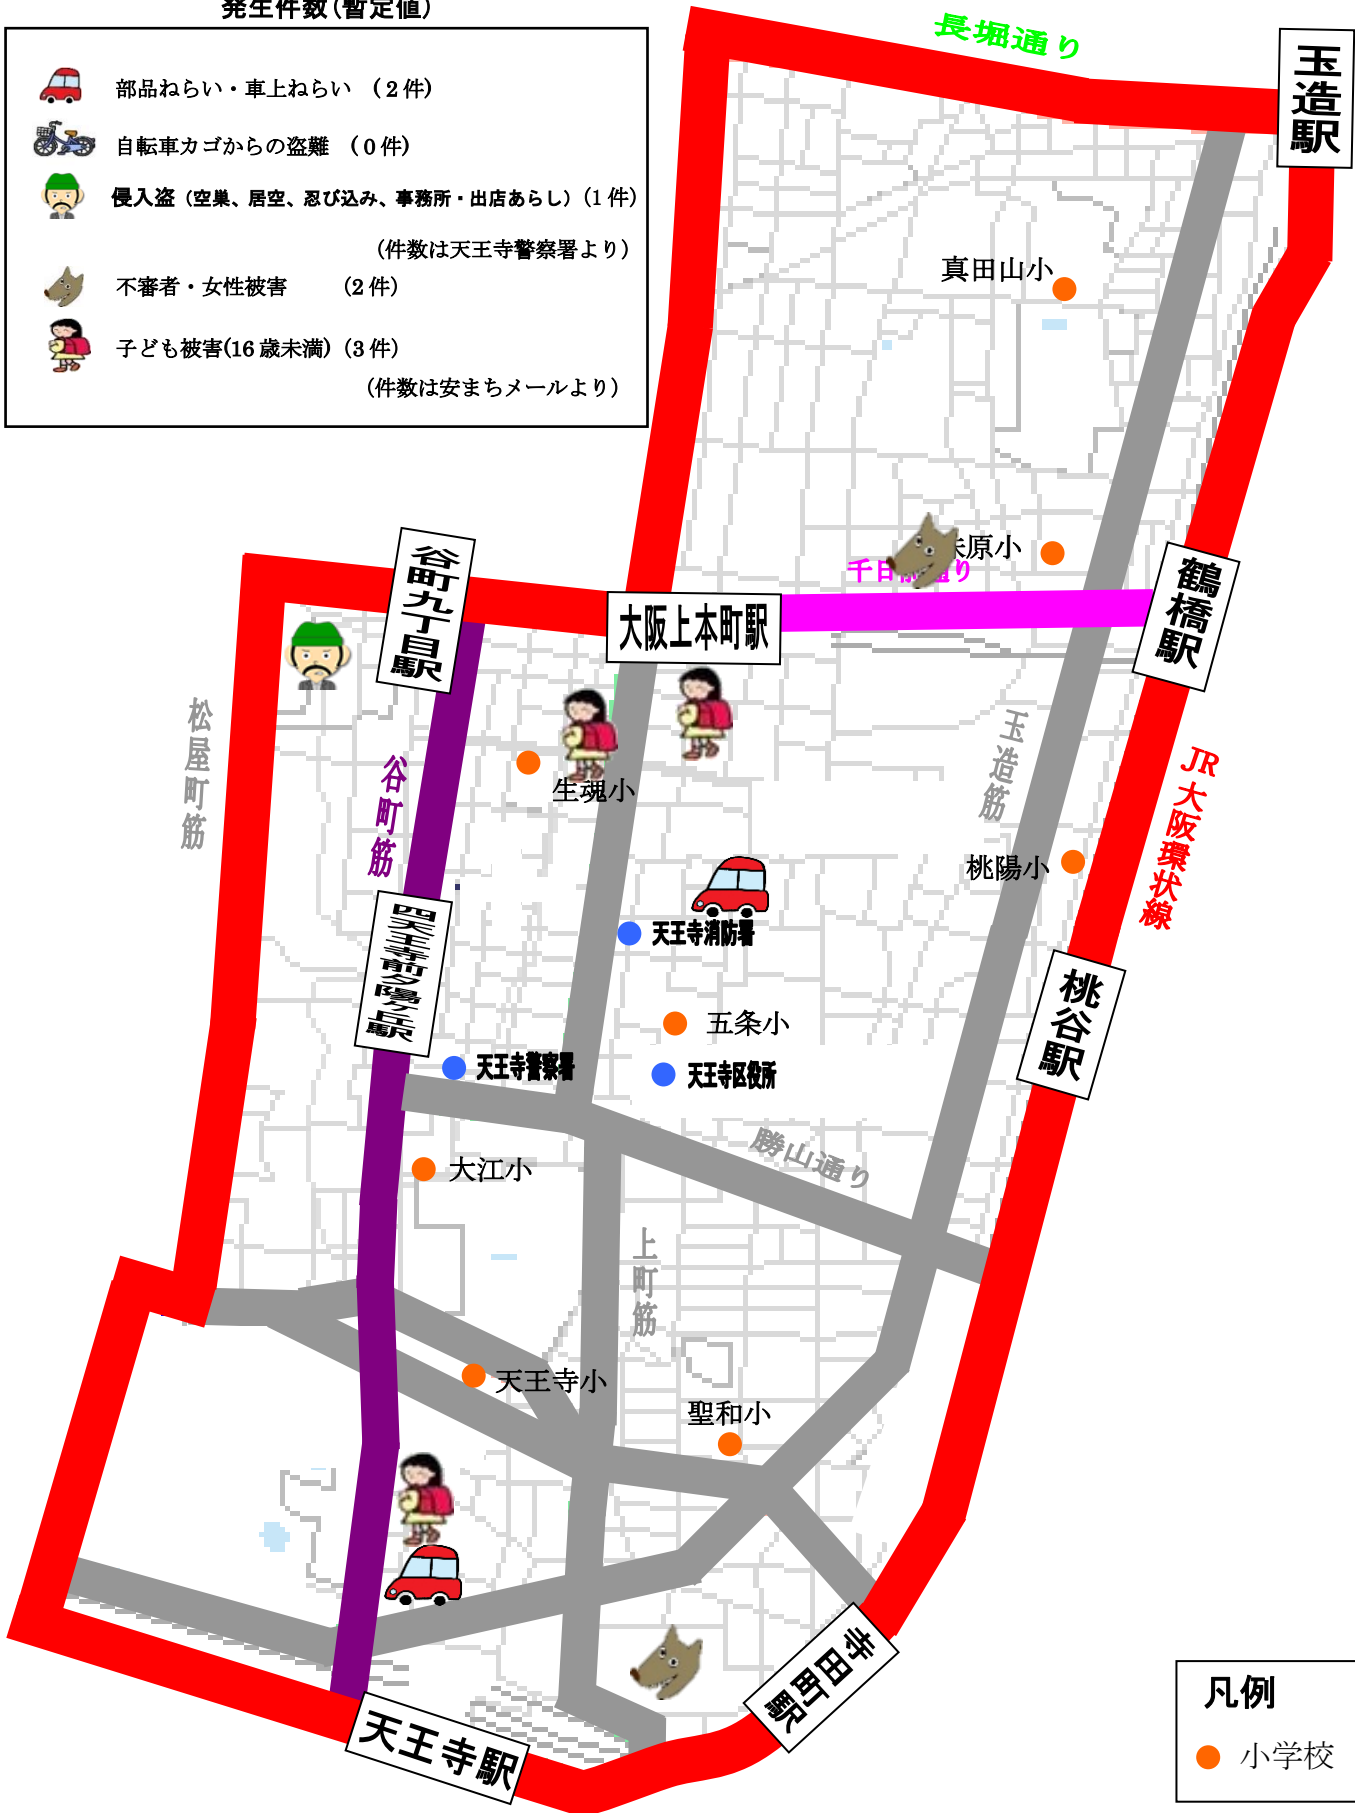 発生件数(暫定値)
部品ねらい・車上ねらい （2件)
自転車カゴからの盗難 （0件)
侵入盗（空巣、居空、忍び込み、事務所・出店あらし）(1件)
(件数は天王寺警察署より）
不審者・女性被害 (2件)
子ども被害(16歳未満)（3件）
(件数は安まちメールより）
長堀通り
玉造駅
真田山小
原小
千日前通り
鶴橋駅
谷町九丁目駅
大阪上本町駅
松屋町筋
谷町筋
生魂小
玉造筋
JR大阪環状線
桃陽小
四天王寺前夕陽ケ丘駅
天王寺消防署
五条小
桃谷駅
天王寺警察署
天王寺区役所
勝山通り
大江小
上町筋
天王寺小
聖和小
寺田町駅
天王寺駅
凡例
小学校